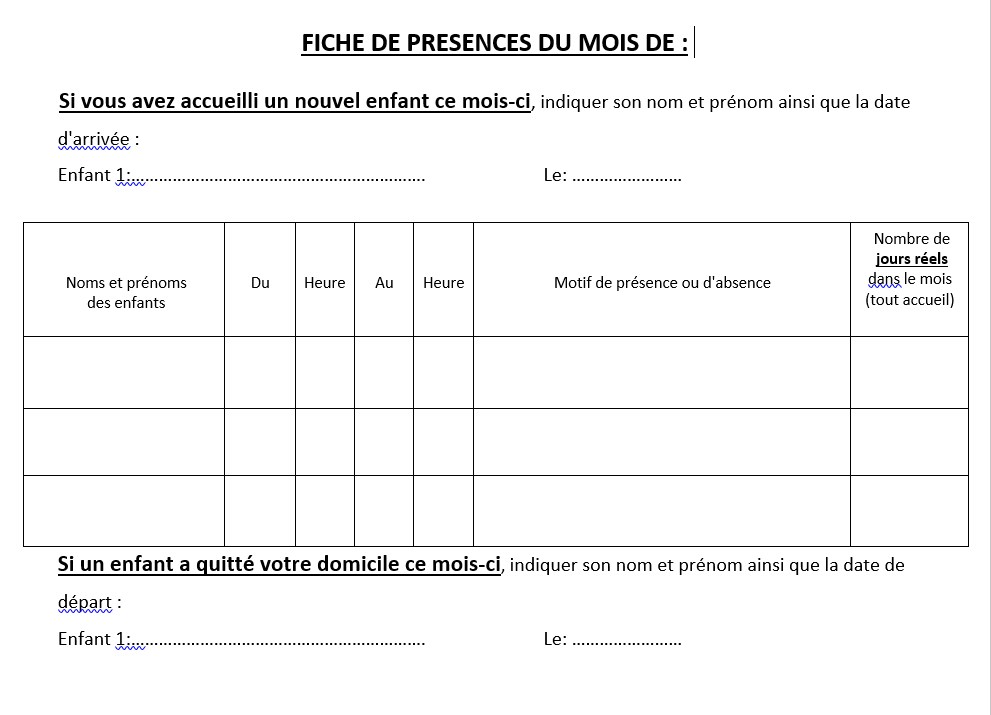 FICHE DE PRESENCES DU MOIS DE :
Si vous avez accueilli un nouvel enfant ce mois-ci, indiquer son nom et prénom ainsi que la date
d'arrivée :
Enfant 1:................................................................. Le: ........................
Noms et prénoms
des enfants
Du
Heure
Au
Heure
Motif de présence ou d'absence
Nombre de
jours réels
dans le mois
(tout accueil)
Si un enfant a quitté votre domicile ce mois-ci, indiquer son nom et prénom ainsi que la date de
départ :
Enfant 1:................................................................. Le: ........................